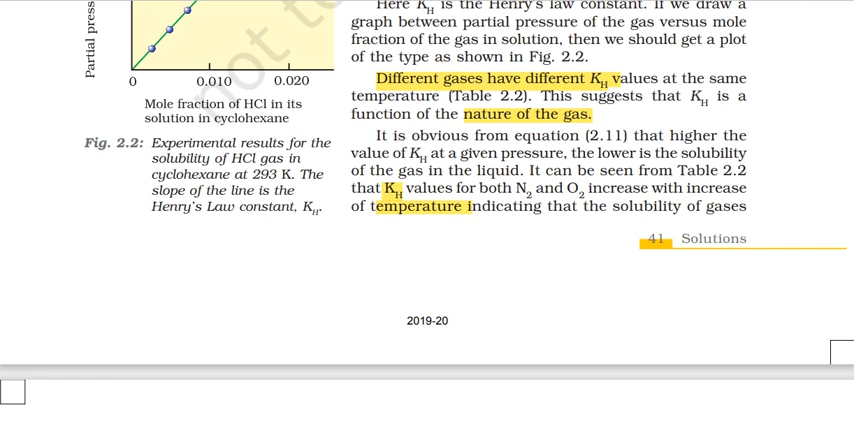 Here K_H is the Henry's law constant. If we draw a
graph between partial pressure of the gas versus mole
fraction of the gas in solution, then we should get a plot
of the type as shown in Fig. 2.2.
Different gases have different K_H values at the same
temperature (Table 2.2). This suggests that K_H is a
function of the nature of the gas.
It is obvious from equation (2.11) that higher the
value of K_H at a given pressure, the lower is the solubility
of the gas in the liquid. It can be seen from Table 2.2
that K_H values for both N₂ and O₂ increase with increase
of temperature indicating that the solubility of gases
Partial press
0 0.010 0.020
Mole fraction of HCl in its
solution in cyclohexane
Fig. 2.2: Experimental results for the
solubility of HCl gas in
cyclohexane at 293 K. The
slope of the line is the
Henry's Law constant, K_H.
not to
41 Solutions
2019-20